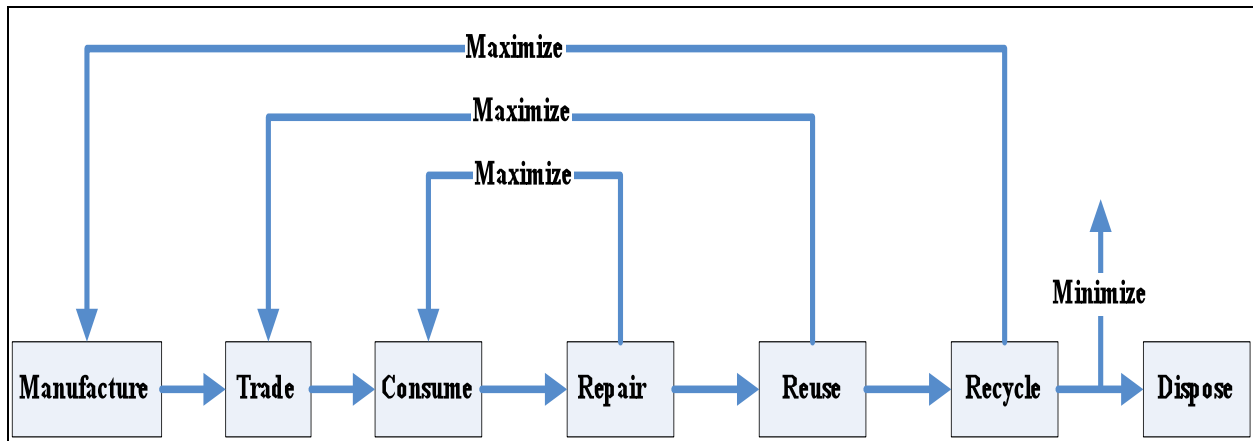 Maximize
Maximize
Maximize
Minimize
Manufacture
Trade
Consume
Repair
Reuse
Recycle
Dispose